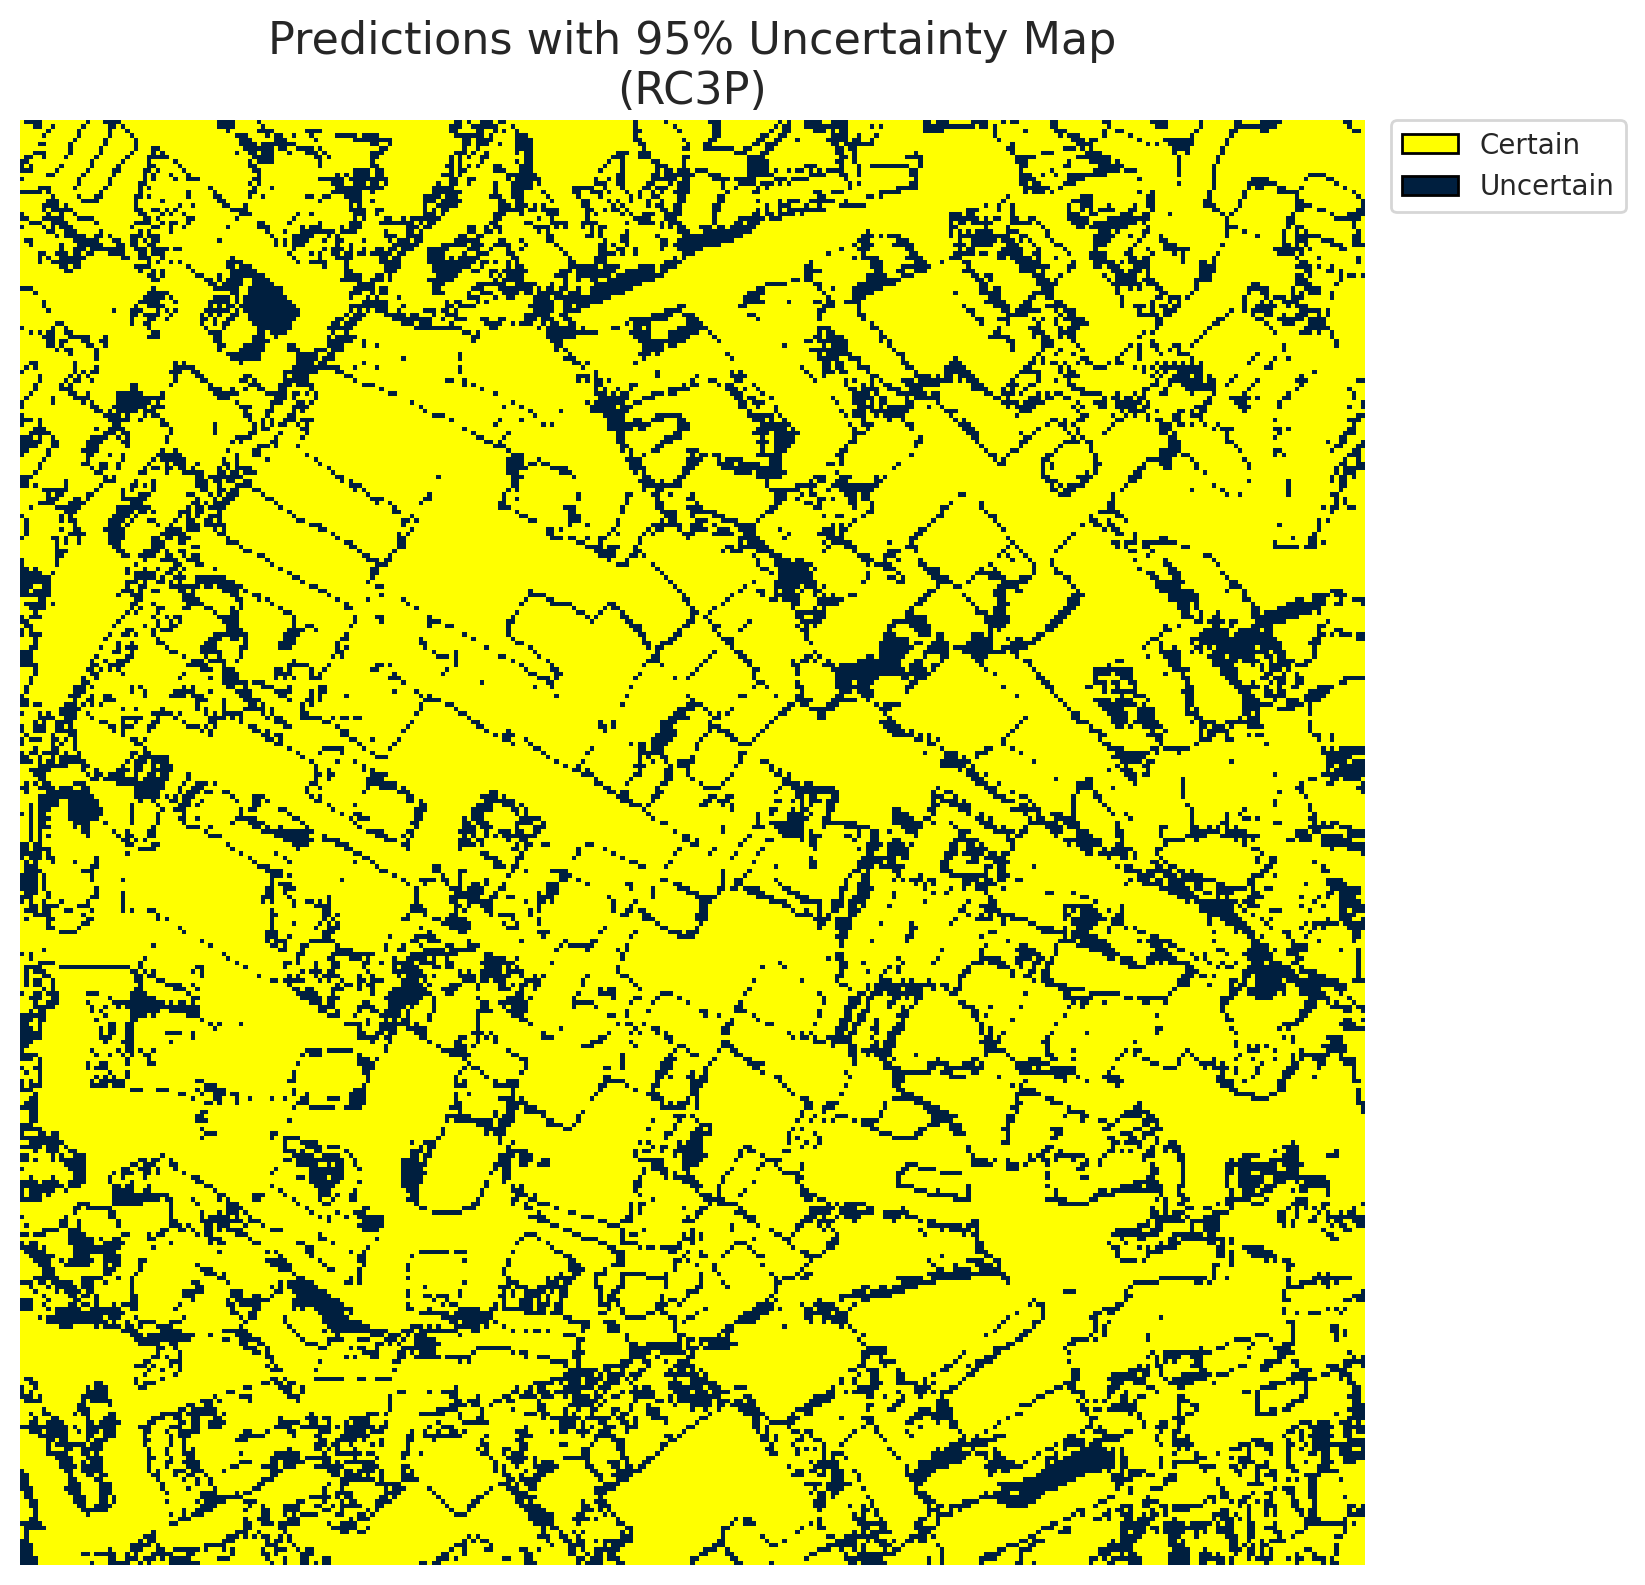 Predictions with 95% Uncertainty Map
(RC3P)
Certain
Uncertain